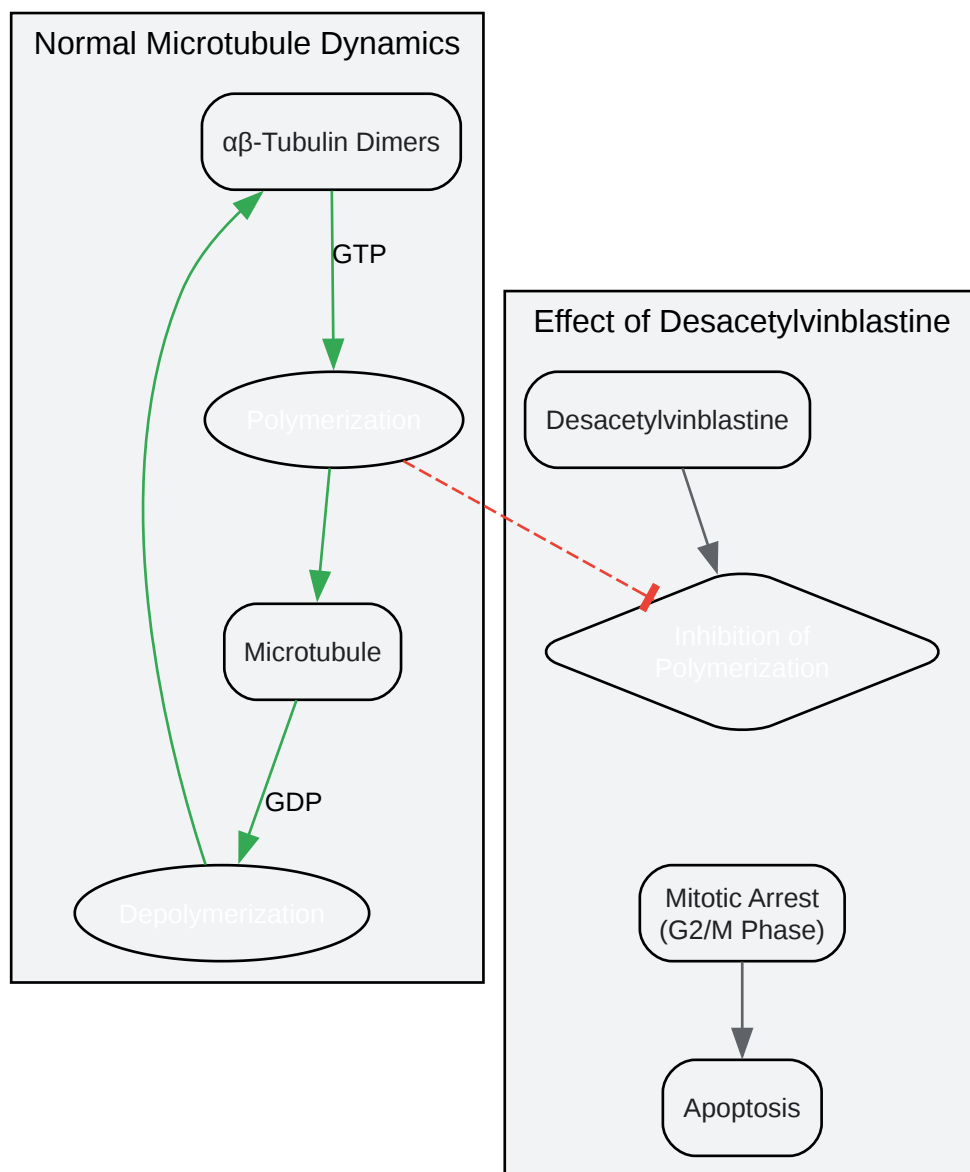 Normal Microtubule Dynamics
αβ-Tubulin Dimers
GTP
Polymerization
Microtubule
GDP
Depolymerization
Effect of Desacetylvinblastine
Desacetylvinblastine
Inhibition of
Polymerization
Mitotic Arrest
(G2/M Phase)
Apoptosis